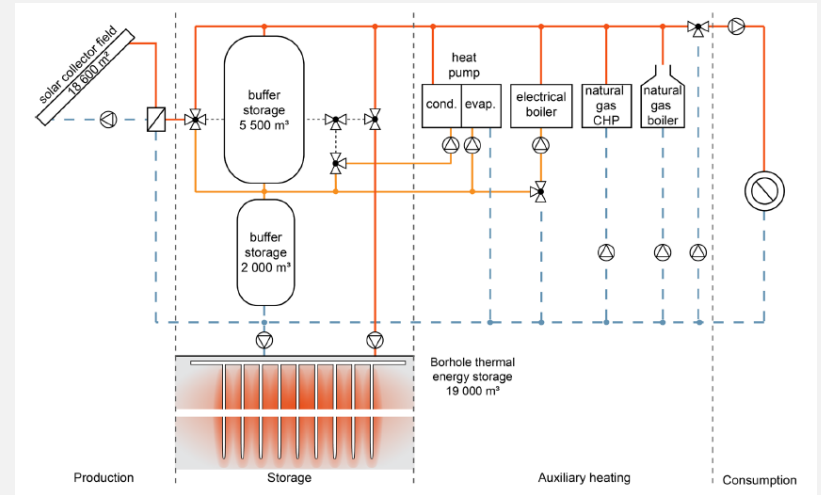 solar collector field
18 600 m²
buffer
storage
5 500 m³
buffer
storage
2 000 m³
heat
pump
cond.
evap.
electrical
boiler
natural
gas
CHP
natural
gas
boiler
Borhole thermal
energy storage
19 000 m³
Production
Storage
Auxiliary heating
Consumption